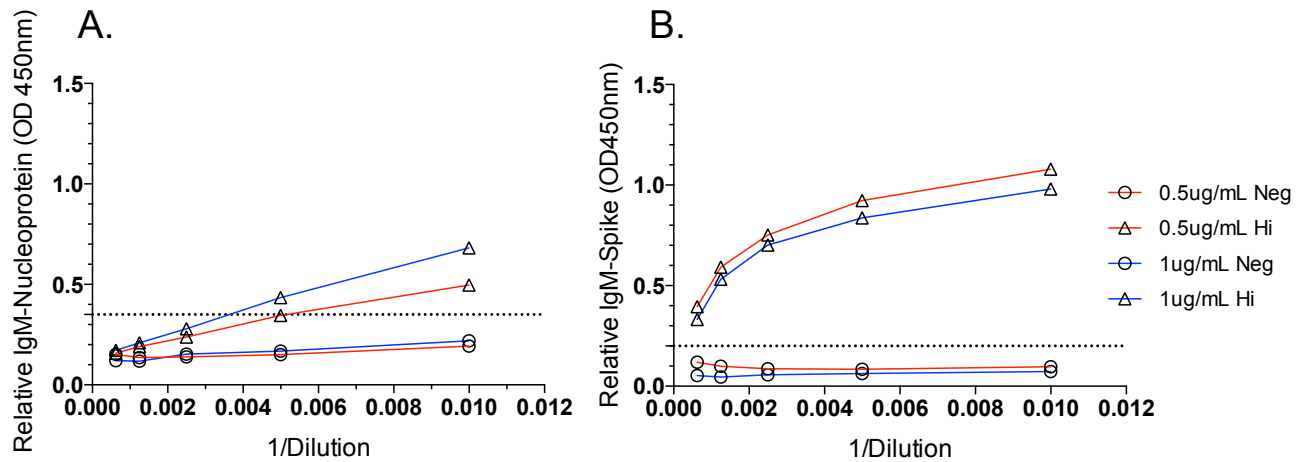 A.
Relative IgM-Nucleoprotein (OD 450nm)
1.5
1.0
0.5
0.0
0.000 0.002 0.004 0.006 0.008 0.010 0.012
1/Dilution
B.
Relative IgM-Spike (OD450nm)
1.5
1.0
0.5
0.0
0.000 0.002 0.004 0.006 0.008 0.010 0.012
1/Dilution
0.5ug/mL Neg
0.5ug/mL Hi
1ug/mL Neg
1ug/mL Hi